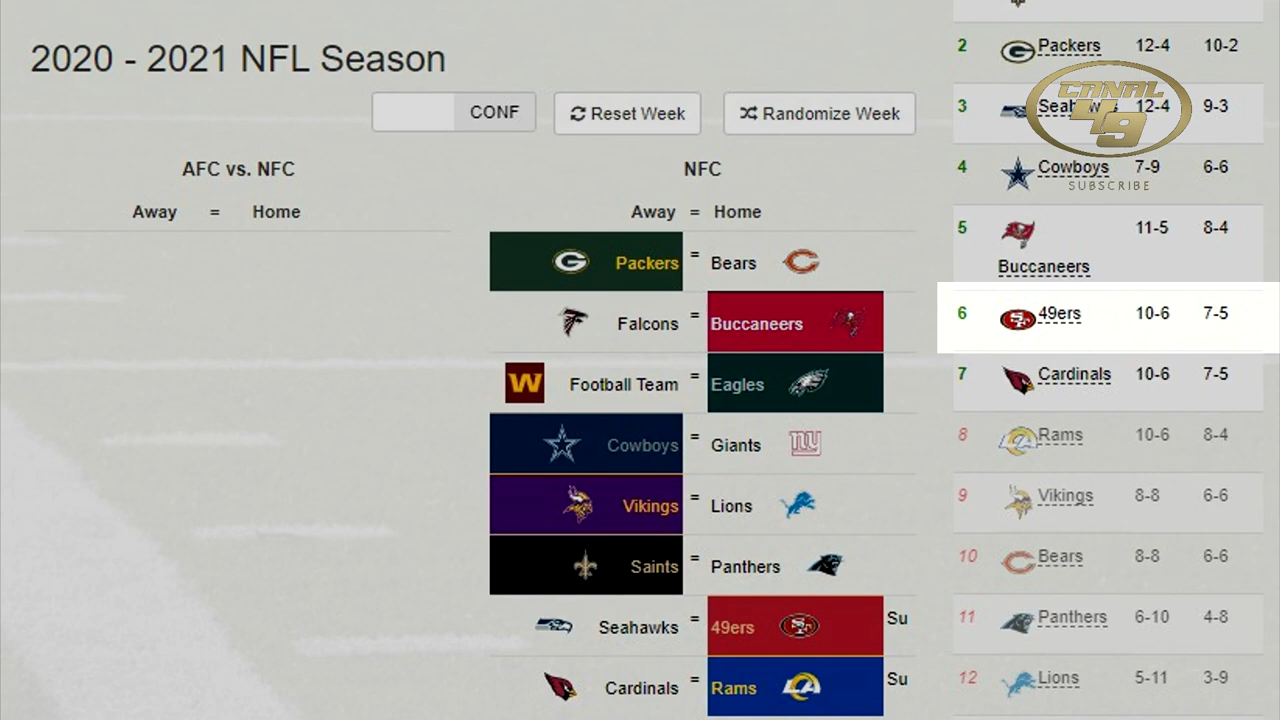 2020 - 2021 NFL Season
CONF
Reset Week
Randomize Week
AFC vs. NFC
Away = Home
NFC
Away = Home
Packers = Bears
Falcons = Buccaneers
W Football Team = Eagles
Cowboys = Giants
Vikings = Lions
Saints = Panthers
Seahawks = 49ers Su
Cardinals = Rams Su
2 Packers 12-4 10-2
3 Seahawks 12-4 9-3
4 Cowboys 7-9 6-6
5 Buccaneers 11-5 8-4
6 49ers 10-6 7-5
7 Cardinals 10-6 7-5
8 Rams 10-6 8-4
9 Vikings 8-8 6-6
10 Bears 8-8 6-6
11 Panthers 6-10 4-8
12 Lions 5-11 3-9
CANAL
49
SUBSCRIBE